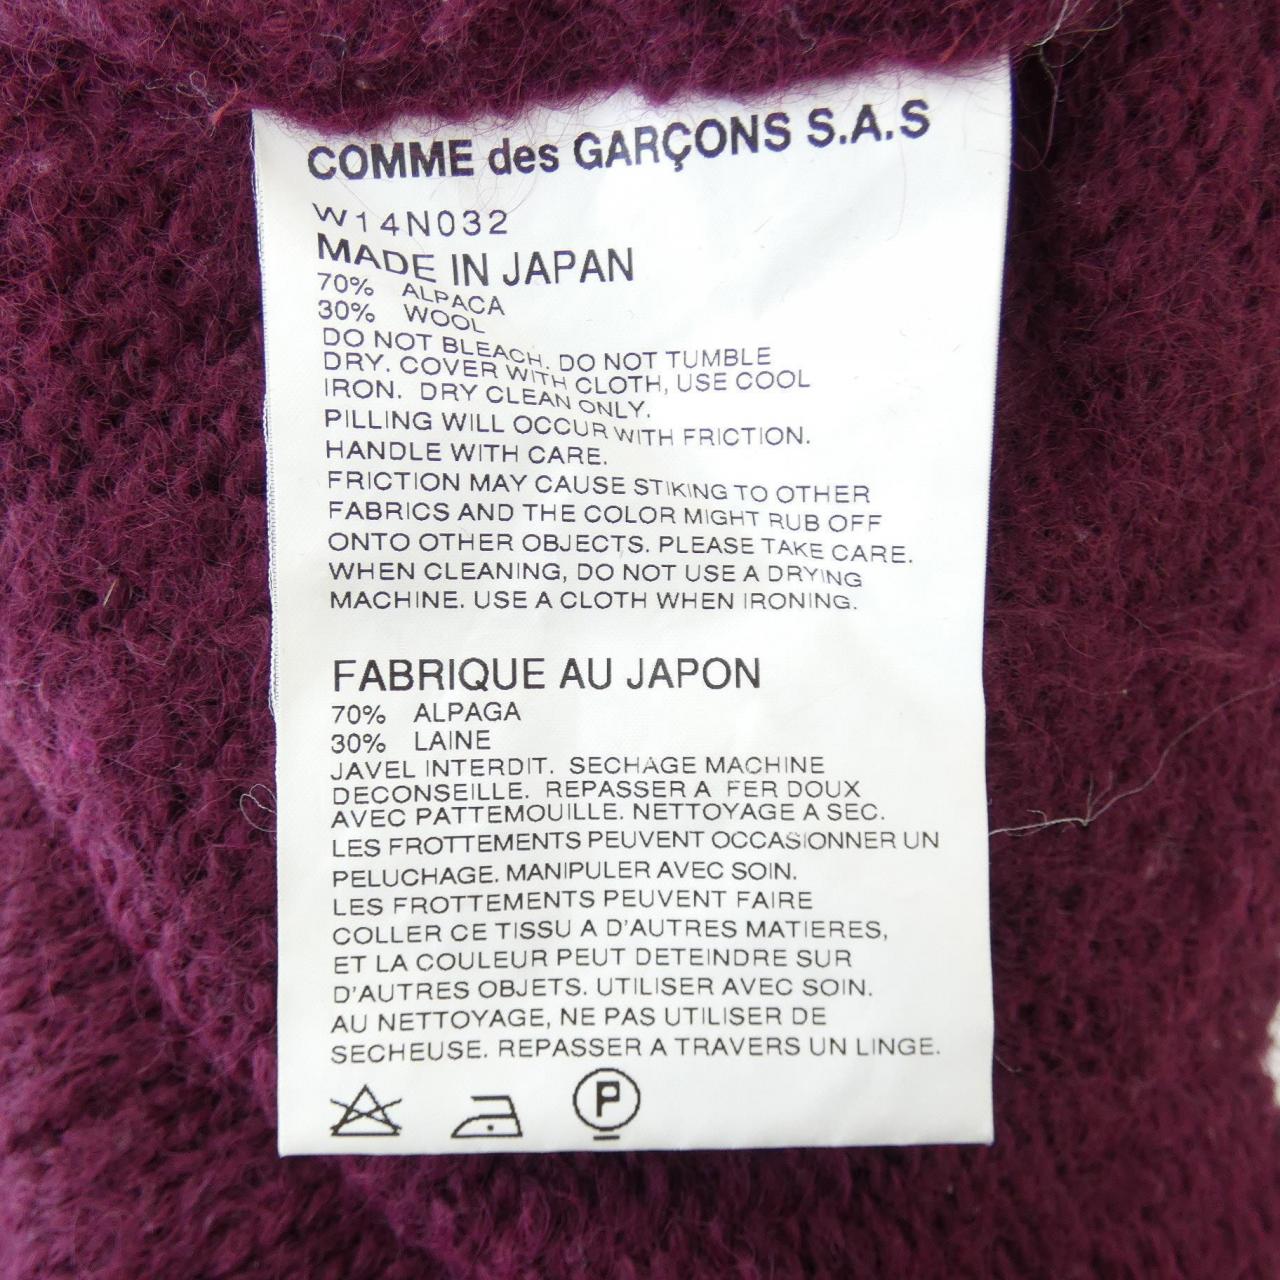 COMME des GARÇONS S.A.S
W14N032
MADE IN JAPAN
70% ALPACA
30% WOOL
DO NOT BLEACH. DO NOT TUMBLE
DRY. COVER WITH CLOTH, USE COOL
IRON. DRY CLEAN ONLY.
PILLING WILL OCCUR WITH FRICTION.
HANDLE WITH CARE.
FRICTION MAY CAUSE STIKING TO OTHER
FABRICS AND THE COLOR MIGHT RUB OFF
ONTO OTHER OBJECTS. PLEASE TAKE CARE.
WHEN CLEANING, DO NOT USE A DRYING
MACHINE. USE A CLOTH WHEN IRONING.
FABRIQUE AU JAPON
70% ALPAGA
30% LAINE
JAVEL INTERDIT. SECHAGE MACHINE
DECONSEILLE. REPASSER A FER DOUX
AVEC PATTEMOUILLE. NETTOYAGE A SEC.
LES FROTTEMENTS PEUVENT OCCASIONNER UN
PELUCHAGE. MANIPULER AVEC SOIN.
LES FROTTEMENTS PEUVENT FAIRE
COLLER CE TISSU A D'AUTRES MATIERES,
ET LA COULEUR PEUT DETEINDRE SUR
D'AUTRES OBJETS. UTILISER AVEC SOIN.
AU NETTOYAGE, NE PAS UTILISER DE
SECHEUSE. REPASSER A TRAVERS UN LINGE.
P